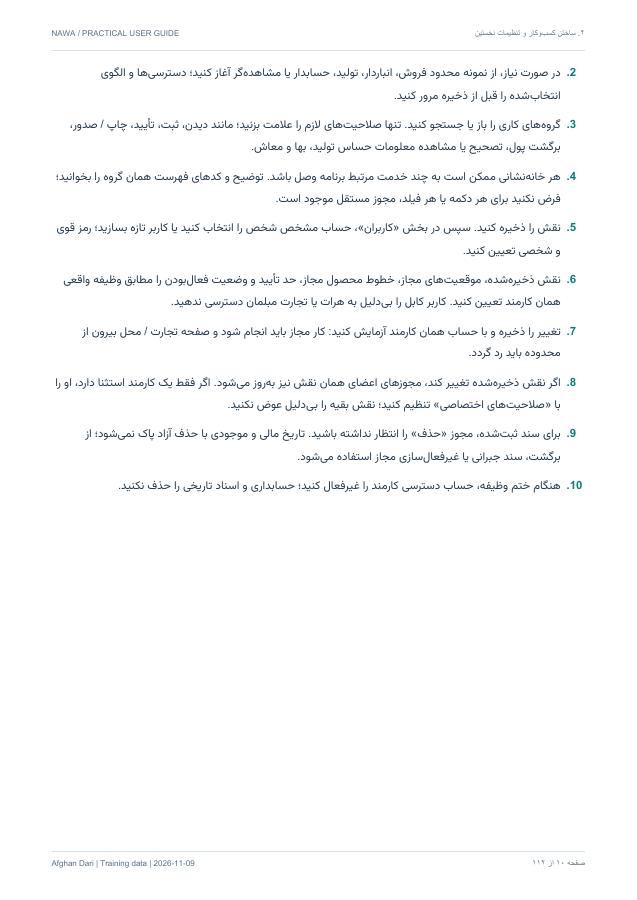 NAWA / PRACTICAL USER GUIDE
۲. ساختن کسب‌وکار و تنظیمات نخستین
2. در صورت نیاز، از نمونه محدود فروش، انباردار، تولید، حسابدار یا مشاهده‌گر آغاز کنید؛ دسترسی‌ها و الگوی
انتخاب‌شده را قبل از ذخیره مرور کنید.
3. گروه‌های کاری را باز یا جستجو کنید. تنها صلاحیت‌های لازم را علامت بزنید؛ مانند دیدن، ثبت، تأیید، چاپ / صدور،
برگشت پول، تصحیح یا مشاهده معلومات حساس تولید، بها و معاش.
4. هر خانه‌نشانی ممکن است به چند خدمت مرتبط برنامه وصل باشد. توضیح و کدهای فهرست همان گروه را بخوانید؛
فرض نکنید برای هر دکمه یا هر فیلد، مجوز مستقل موجود است.
5. نقش را ذخیره کنید. سپس در بخش «کاربران»، حساب مشخص شخص را انتخاب کنید یا کاربر تازه بسازید؛ رمز قوی
و شخصی تعیین کنید.
6. نقش ذخیره‌شده، موقعیت‌های مجاز، خطوط محصول مجاز، حد تأیید و وضعیت فعال‌بودن را مطابق وظیفه واقعی
همان کارمند تعیین کنید. کاربر کابل را بی‌دلیل به هرات یا تجارت مبلمان دسترسی ندهید.
7. تغییر را ذخیره و با حساب همان کارمند آزمایش کنید: کار مجاز باید انجام شود و صفحه تجارت / محل بیرون از
محدوده باید رد گردد.
8. اگر نقش ذخیره‌شده تغییر کند، مجوزهای اعضای همان نقش نیز به‌روز می‌شود. اگر فقط یک کارمند استثنا دارد، او را
با «صلاحیت‌های اختصاصی» تنظیم کنید؛ نقش بقیه را بی‌دلیل عوض نکنید.
9. برای سند ثبت‌شده، مجوز «حذف» را انتظار نداشته باشید. تاریخ مالی و موجودی با حذف آزاد پاک نمی‌شود؛ از
برگشت، سند جبرانی یا غیرفعال‌سازی مجاز استفاده می‌شود.
10. هنگام ختم وظیفه، حساب دسترسی کارمند را غیرفعال کنید؛ حسابداری و اسناد تاریخی را حذف نکنید.
Afghan Dari | Training data | 2026-11-09
صفحه ۱۰ از ۱۱۲